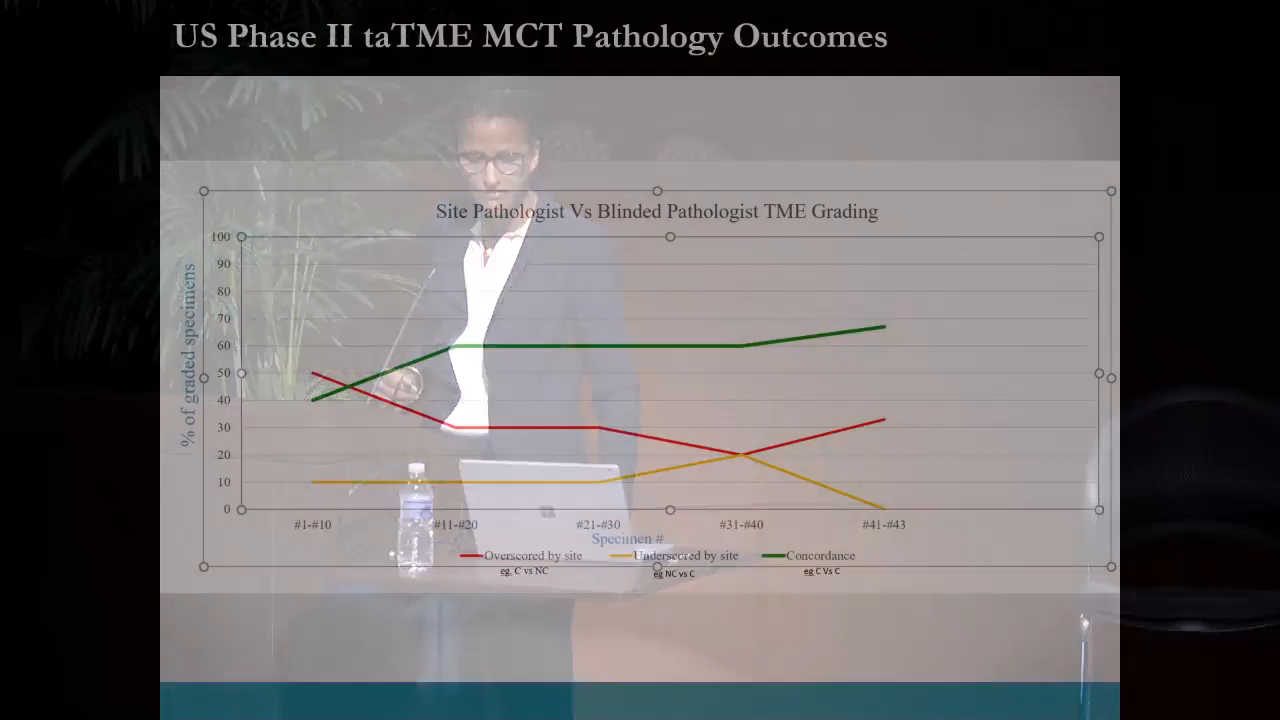 US Phase II taTME MCT Pathology Outcomes
Site Pathologist Vs Blinded Pathologist TME Grading
% of graded specimens
100
90
80
70
60
50
40
30
20
10
0
#1-#10 #11-#20 #21-#30 #31-#40 #41-#43
Specimen #
Overscored by site Underscored by site Concordance
eg, C vs NC eg NC vs C eg C Vs C